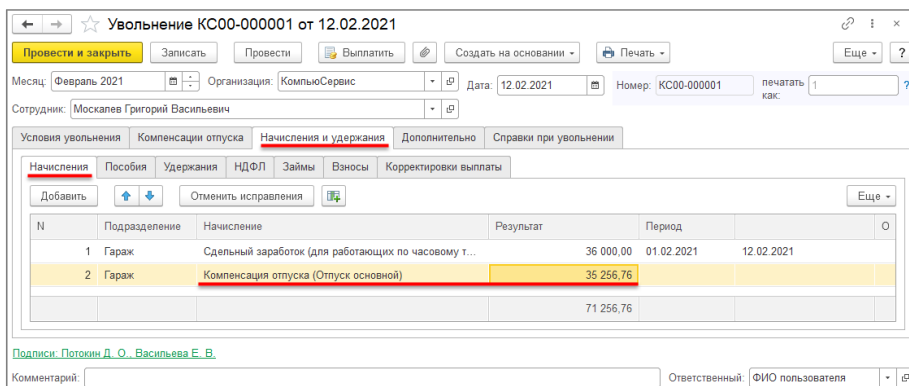 Увольнение КС00-000001 от 12.02.2021
Провести и закрыть Записать Провести Выплатить Создать на основании Печать Еще ?
Месяц: Февраль 2021 Организация: КомпьюСервис Дата: 12.02.2021 Номер: КС00-000001 печатать как: 1 ?
Сотрудник: Москалев Григорий Васильевич
Условия увольнения Компенсации отпуска Начисления и удержания Дополнительно Справки при увольнении
Начисления Пособия Удержания НДФЛ Займы Взносы Корректировки выплаты
Добавить Отменить исправления Еще
N Подразделение Начисление Результат Период О
1 Гараж Сдельный заработок (для работающих по часовому т... 36 000,00 01.02.2021 12.02.2021
2 Гараж Компенсация отпуска (Отпуск основной) 35 256,76
71 256,76
Подписи: Потокин Д. О., Васильева Е. В.
Комментарий: Ответственный: ФИО пользователя